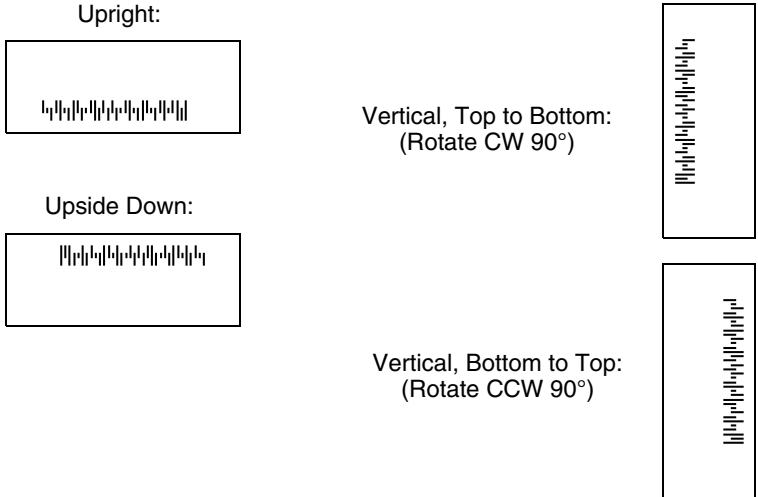 Upright:
Vertical, Top to Bottom:
(Rotate CW 90°)
Upside Down:
Vertical, Bottom to Top:
(Rotate CCW 90°)